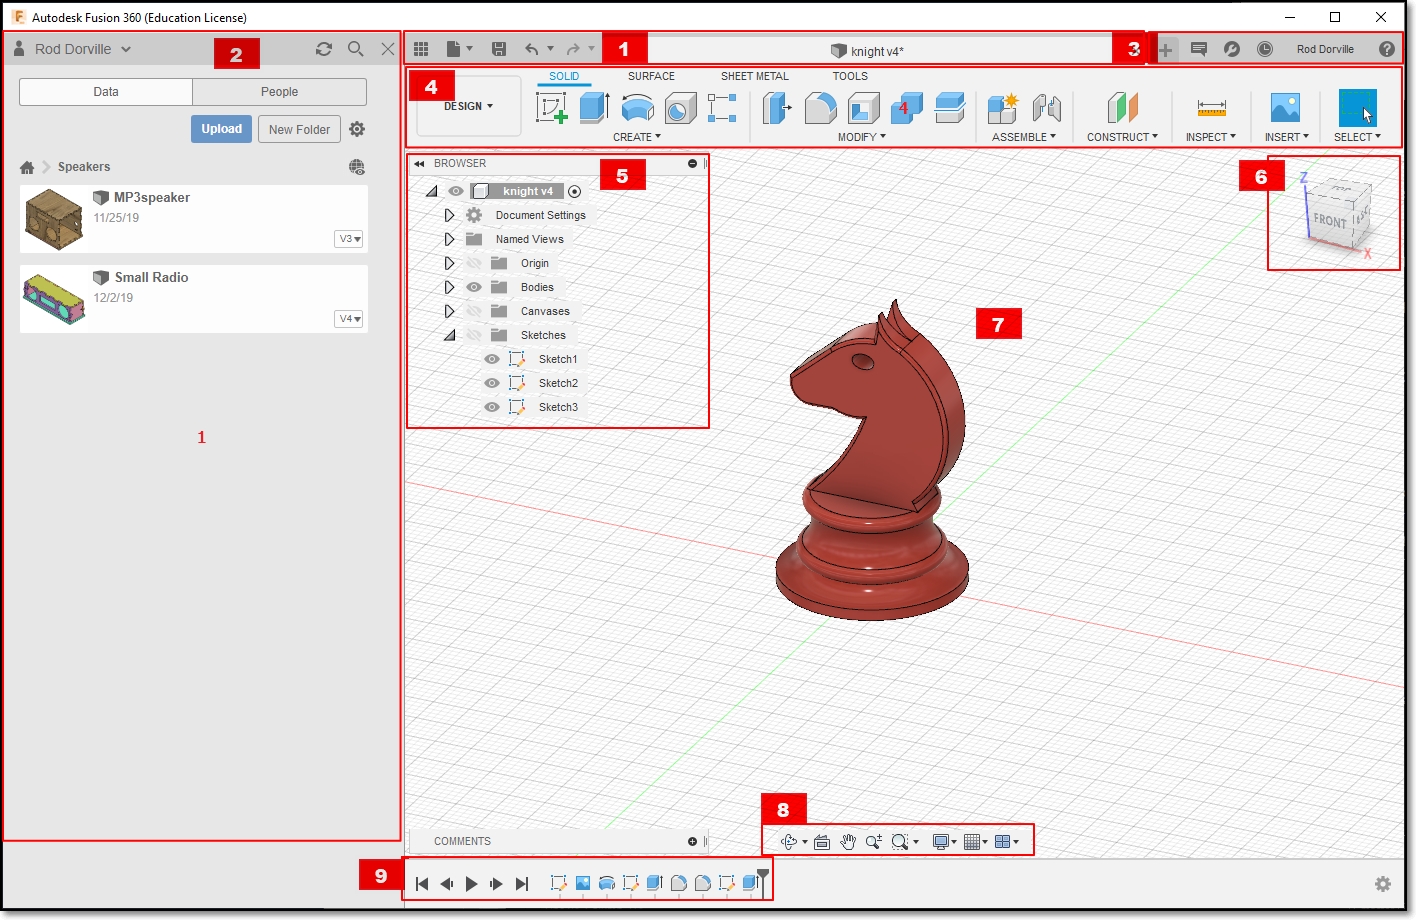 Autodesk Fusion 360 (Education License)
Rod Dorville
2
1
knight v4*
3
Rod Dorville
Data
People
Upload
New Folder
Speakers
MP3speaker
11/25/19
V3
Small Radio
12/2/19
V4
1
4
DESIGN
SOLID
SURFACE
SHEET METAL
TOOLS
4
CREATE
MODIFY
ASSEMBLE
CONSTRUCT
INSPECT
INSERT
SELECT
BROWSER
5
knight v4
Document Settings
Named Views
Origin
Bodies
Canvases
Sketches
Sketch1
Sketch2
Sketch3
6
Z
TOP
FRONT
X
7
COMMENTS
8
9